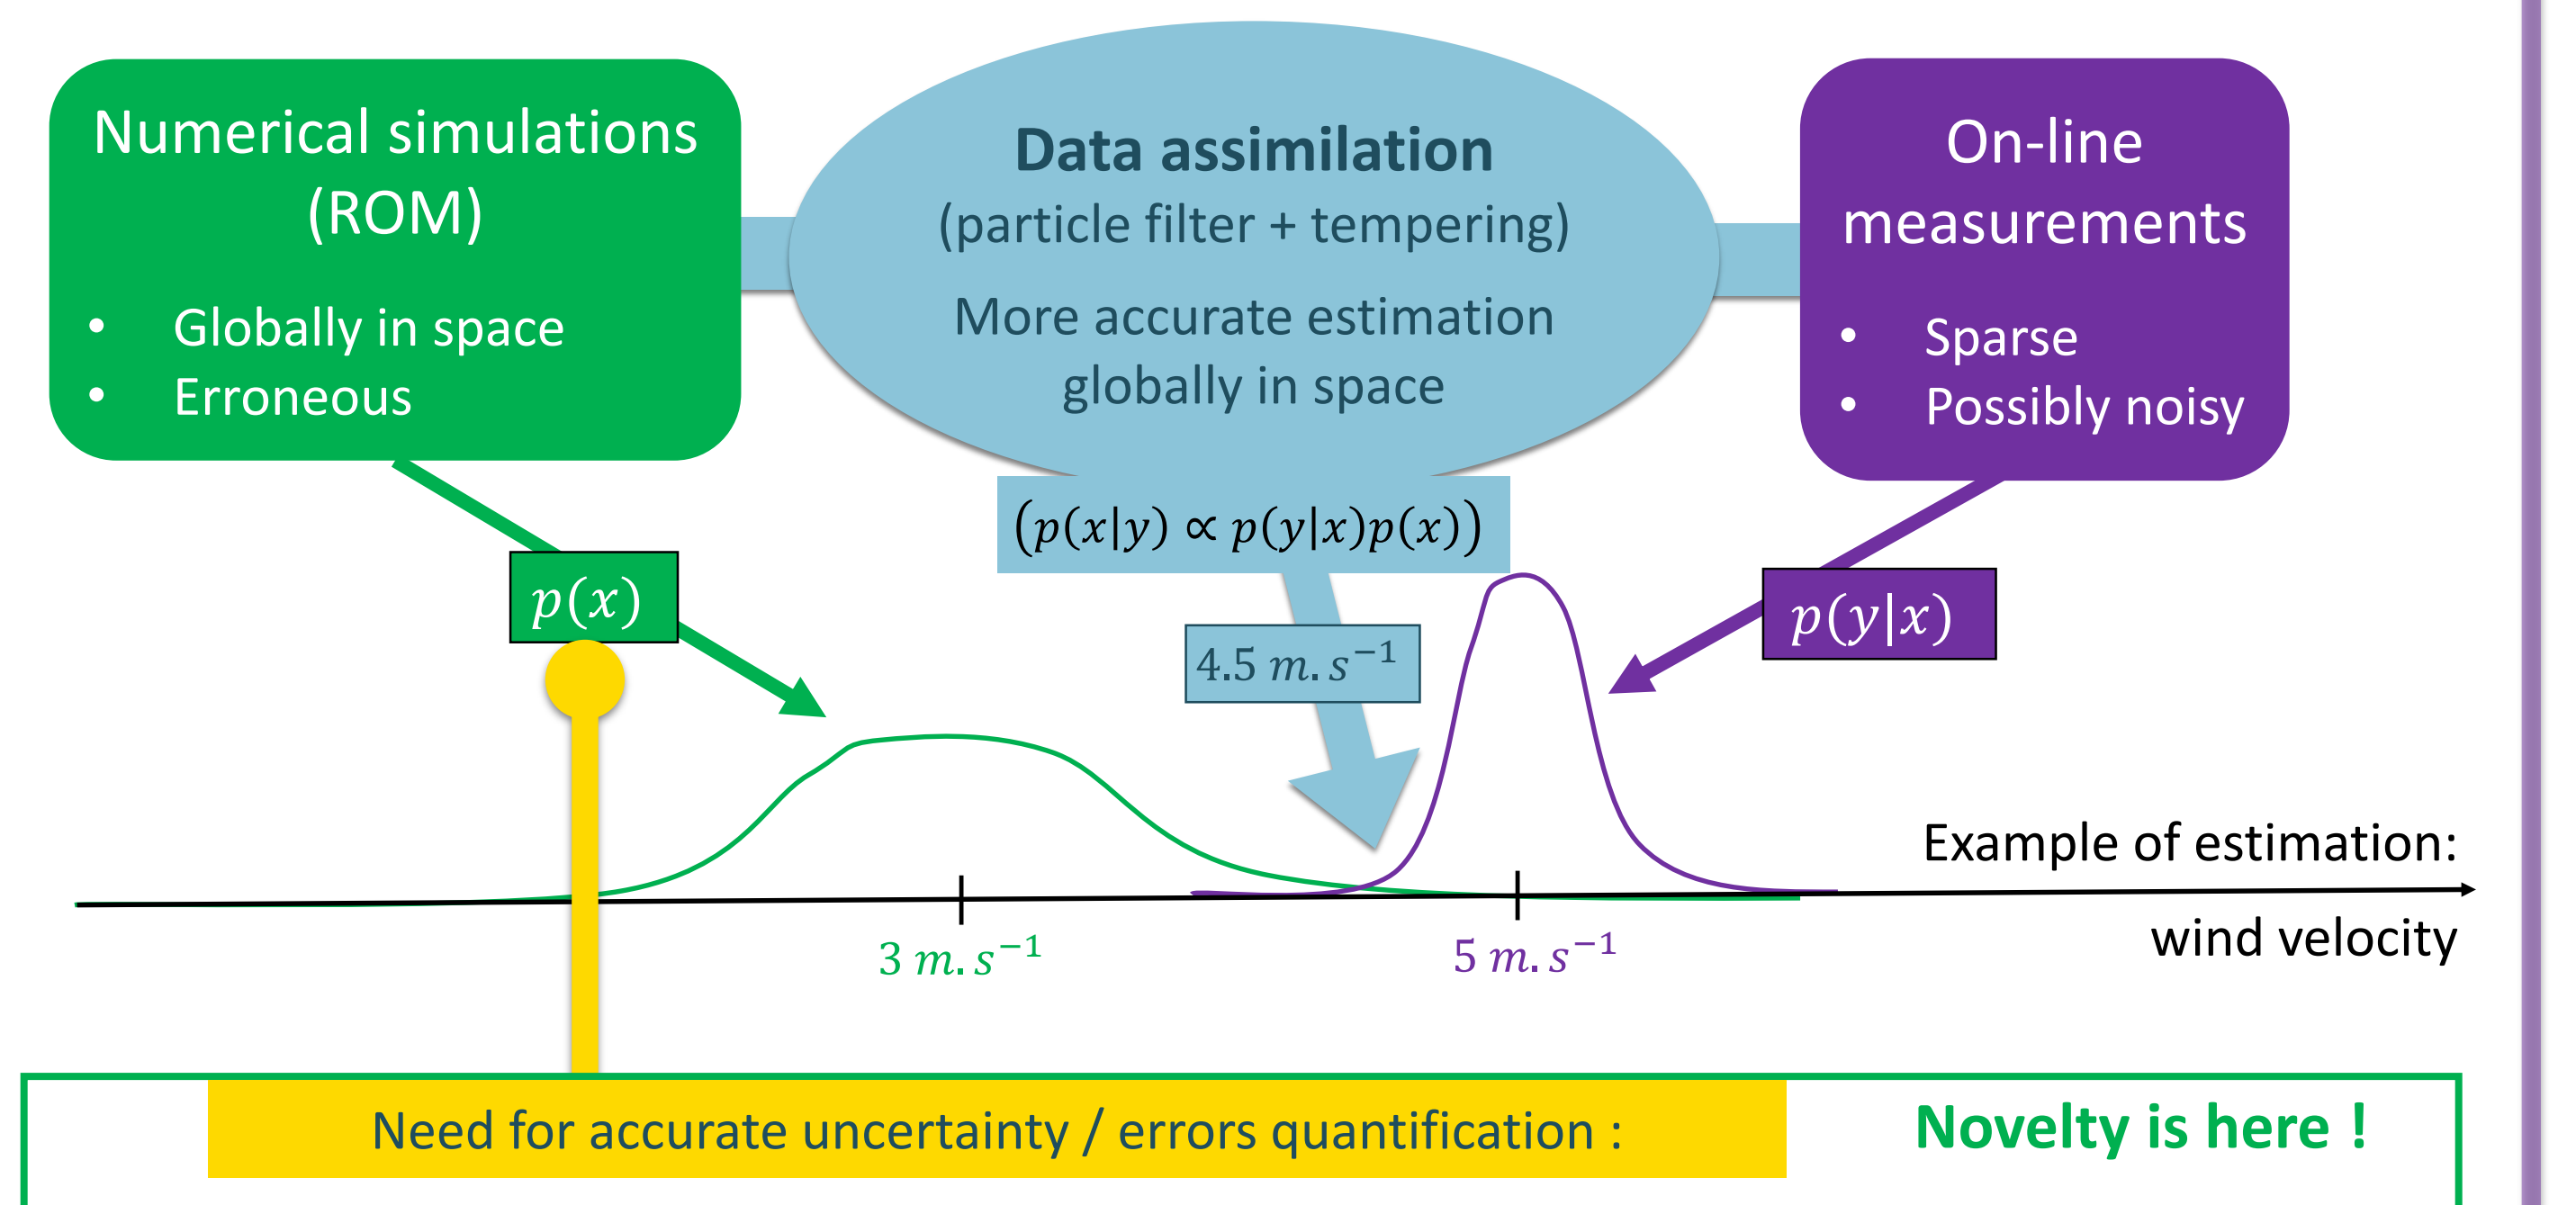 Numerical simulations
(ROM)
• Globally in space
• Erroneous
Data assimilation
(particle filter + tempering)
More accurate estimation
globally in space
(p(x|y) ∝ p(y|x)p(x))
On-line
measurements
• Sparse
• Possibly noisy
p(x)
p(y|x)
4.5 m.s⁻¹
Example of estimation:
wind velocity
3 m.s⁻¹
5 m.s⁻¹
Need for accurate uncertainty / errors quantification :
Novelty is here !